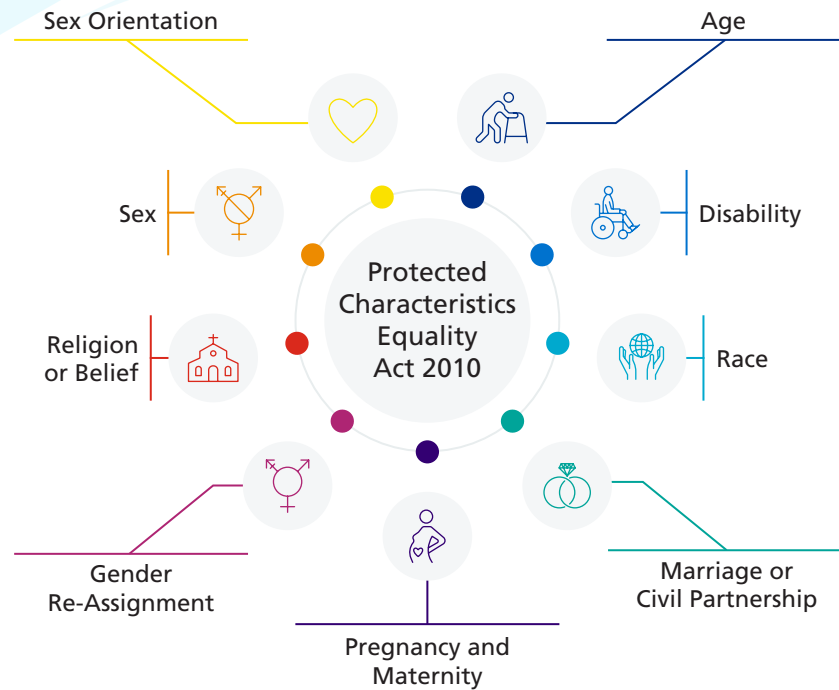 Sex Orientation
Age
Sex
Disability
Protected
Characteristics
Equality
Act 2010
Religion
or Belief
Race
Gender
Re-Assignment
Marriage or
Civil Partnership
Pregnancy and
Maternity